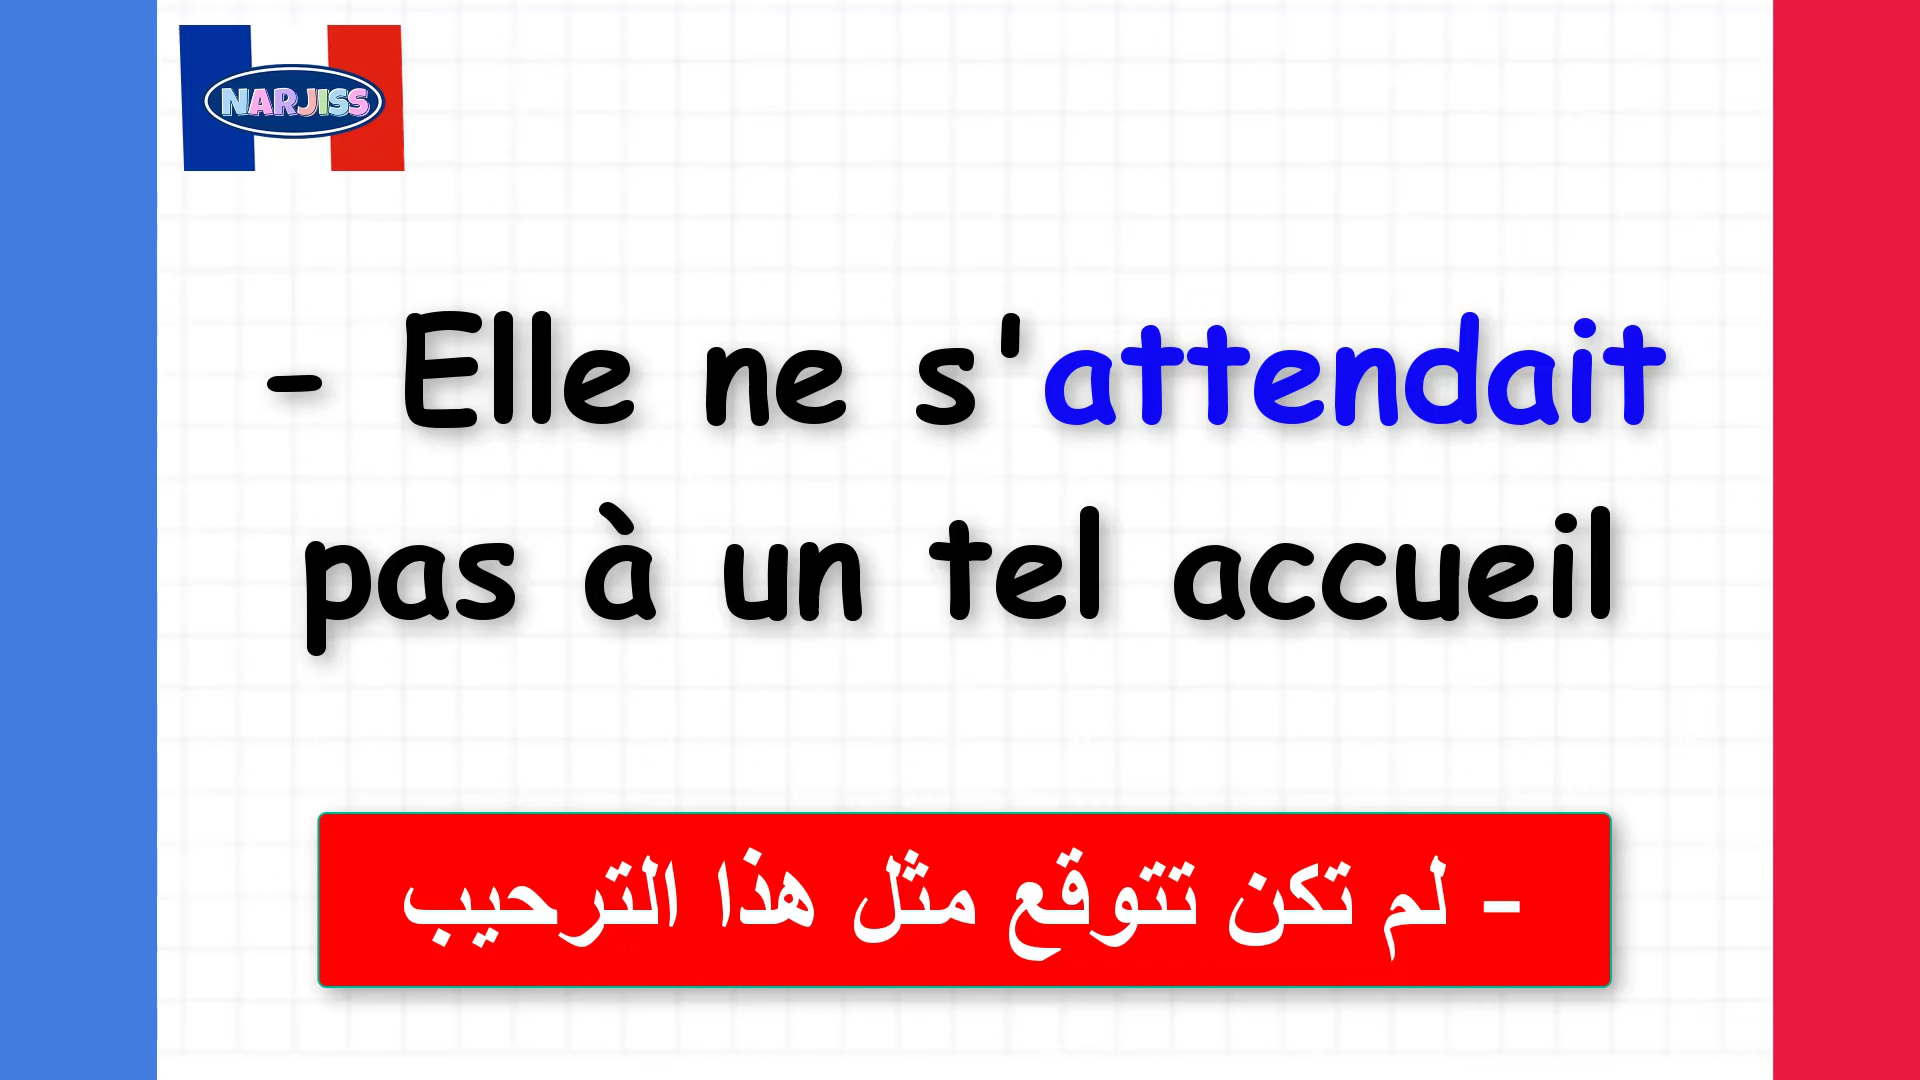 NARJISS
- Elle ne s'attendait
pas à un tel accueil
- لم تكن تتوقع مثل هذا الترحيب